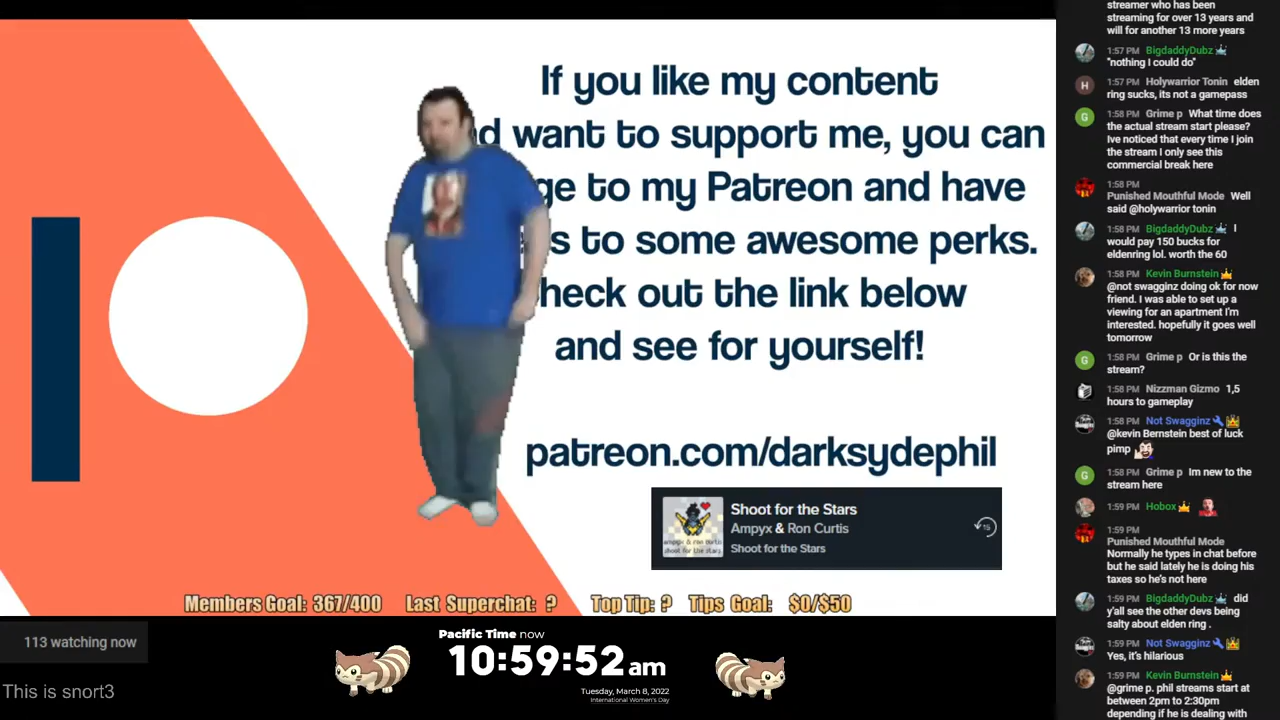 If you like my content
want to support me, you can
to my Patreon and have
to some awesome perks.
heck out the link below
and see for yourself!
patreon.com/darksydephil
Shoot for the Stars
Ampyx & Ron Curtis
Shoot for the Stars
15
Members Goal: 367/400 Last Superchat: ? Top Tip: ? Tips Goal: $0/$50
113 watching now
This is snort3
Pacific Time now
10:59:52 am
Tuesday, March 8, 2022
International Women's Day
streamer who has been
streaming for over 13 years and
will for another 13 more years
1:57 PM BigdaddyDubz
"nothing I could do"
H 1:57 PM Holywarrior Tonin elden
ring sucks, its not a gamepass
G 1:58 PM Grime p What time does
the actual stream start please?
Ive noticed that every time I join
the stream I only see this
commercial break here
1:58 PM
Punished Mouthful Mode Well
said @holywarrior tonin
1:58 PM BigdaddyDubz I
would pay 150 bucks for
eldenring lol. worth the 60
1:58 PM Kevin Burnstein
@not swagginz doing ok for now
friend. I was able to set up a
viewing for an apartment I'm
interested. hopefully it goes well
tomorrow
G 1:58 PM Grime p Or is this the
stream?
1:58 PM Nizzman Gizmo 1,5
hours to gameplay
1:58 PM Not Swagginz
@kevin Bernstein best of luck
pimp
G 1:58 PM Grime p Im new to the
stream here
1:59 PM Hobox
1:59 PM
Punished Mouthful Mode
Normally he types in chat before
but he said lately he is doing his
taxes so he's not here
1:59 PM BigdaddyDubz did
y'all see the other devs being
salty about elden ring .
1:59 PM Not Swagginz
Yes, it's hilarious
1:59 PM Kevin Burnstein
@grime p. phil streams start at
between 2pm to 2:30pm
depending if he is dealing with